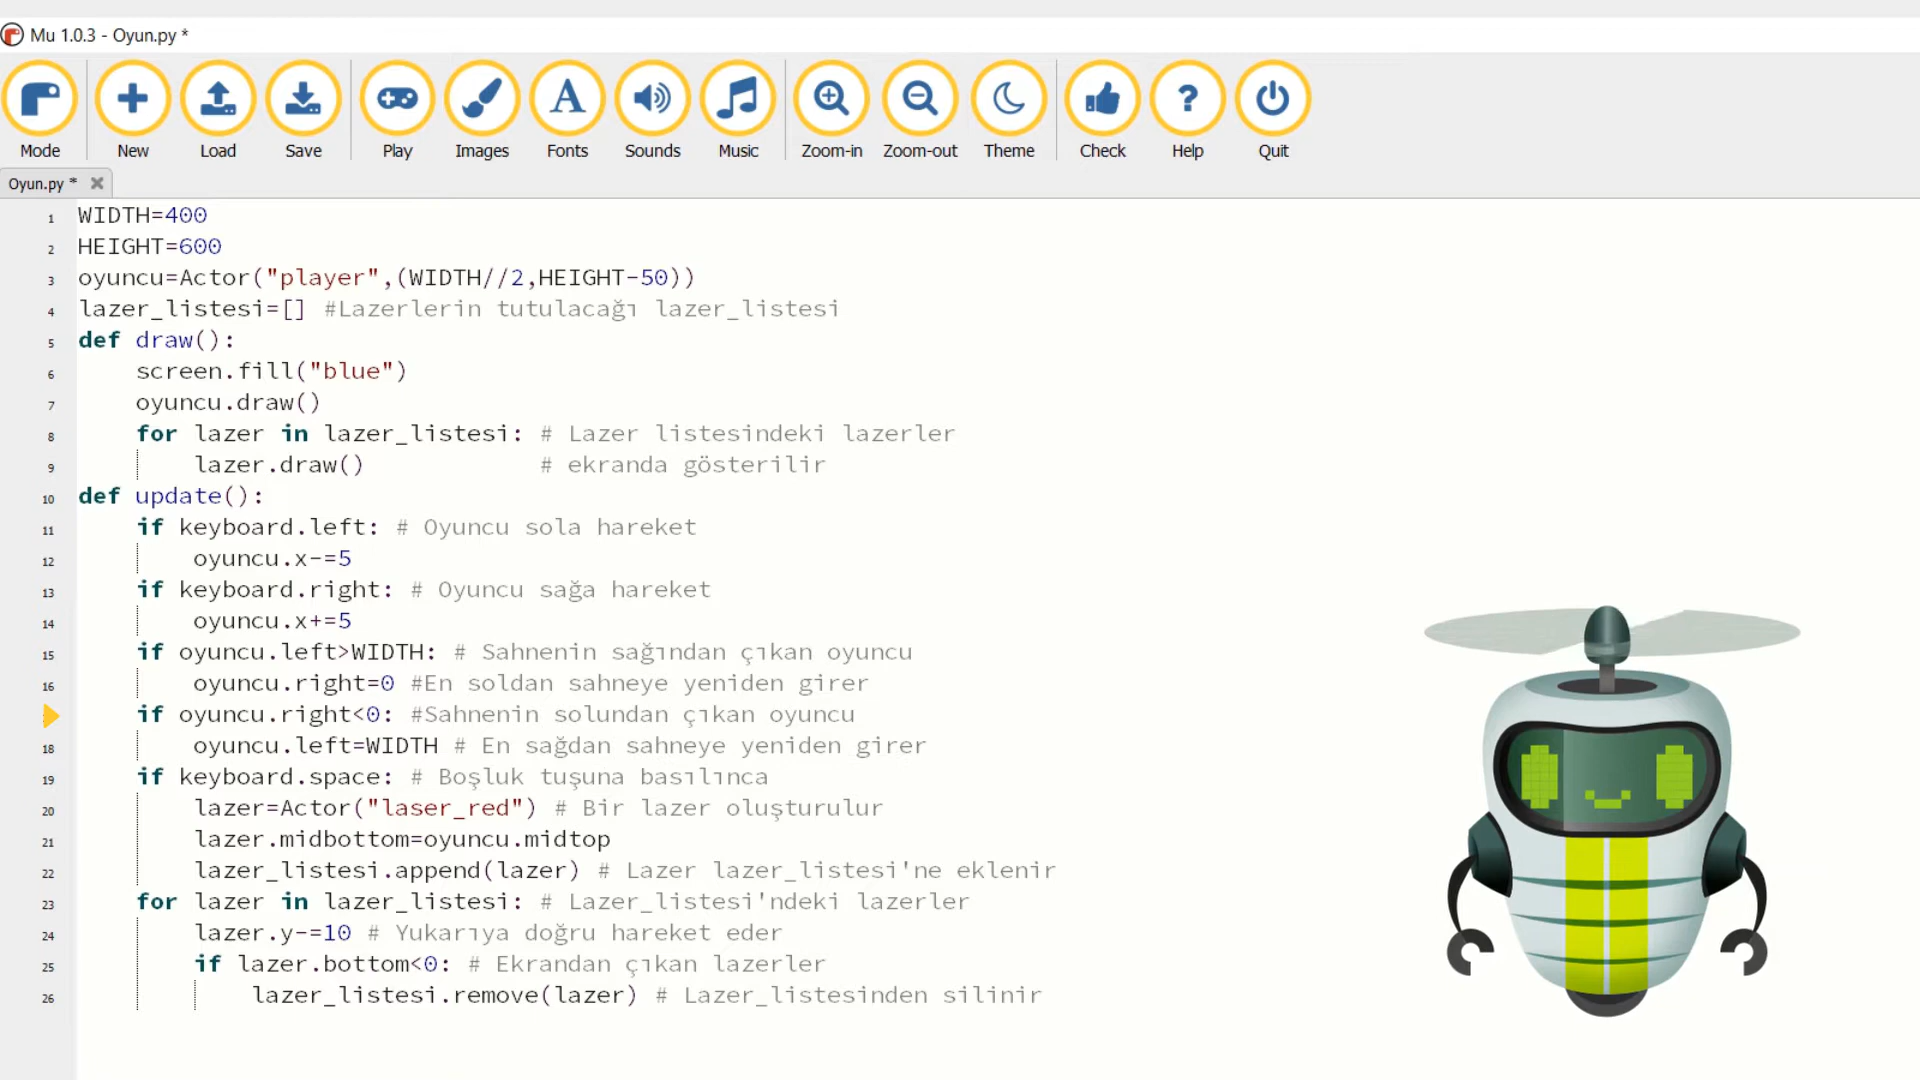 Mu 1.0.3 - Oyun.py *
Mode New Load Save Play Images Fonts Sounds Music Zoom-in Zoom-out Theme Check Help Quit
Oyun.py *
1 WIDTH=400
2 HEIGHT=600
3 oyuncu=Actor("player",(WIDTH//2,HEIGHT-50))
4 lazer_listesi=[] #Lazerlerin tutulacağı lazer_listesi
5 def draw():
6     screen.fill("blue")
7     oyuncu.draw()
8     for lazer in lazer_listesi: # Lazer listesindeki lazerler
9         lazer.draw()            # ekranda gösterilir
10 def update():
11     if keyboard.left: # Oyuncu sola hareket
12         oyuncu.x-=5
13     if keyboard.right: # Oyuncu sağa hareket
14         oyuncu.x+=5
15     if oyuncu.left>WIDTH: # Sahnenin sağından çıkan oyuncu
16         oyuncu.right=0 #En soldan sahneye yeniden girer
    if oyuncu.right<0: #Sahnenin solundan çıkan oyuncu
18         oyuncu.left=WIDTH # En sağdan sahneye yeniden girer
19     if keyboard.space: # Boşluk tuşuna basılınca
20         lazer=Actor("laser_red") # Bir lazer oluşturulur
21         lazer.midbottom=oyuncu.midtop
22         lazer_listesi.append(lazer) # Lazer lazer_listesi'ne eklenir
23     for lazer in lazer_listesi: # Lazer_listesi'ndeki lazerler
24         lazer.y-=10 # Yukarıya doğru hareket eder
25         if lazer.bottom<0: # Ekrandan çıkan lazerler
26             lazer_listesi.remove(lazer) # Lazer_listesinden silinir